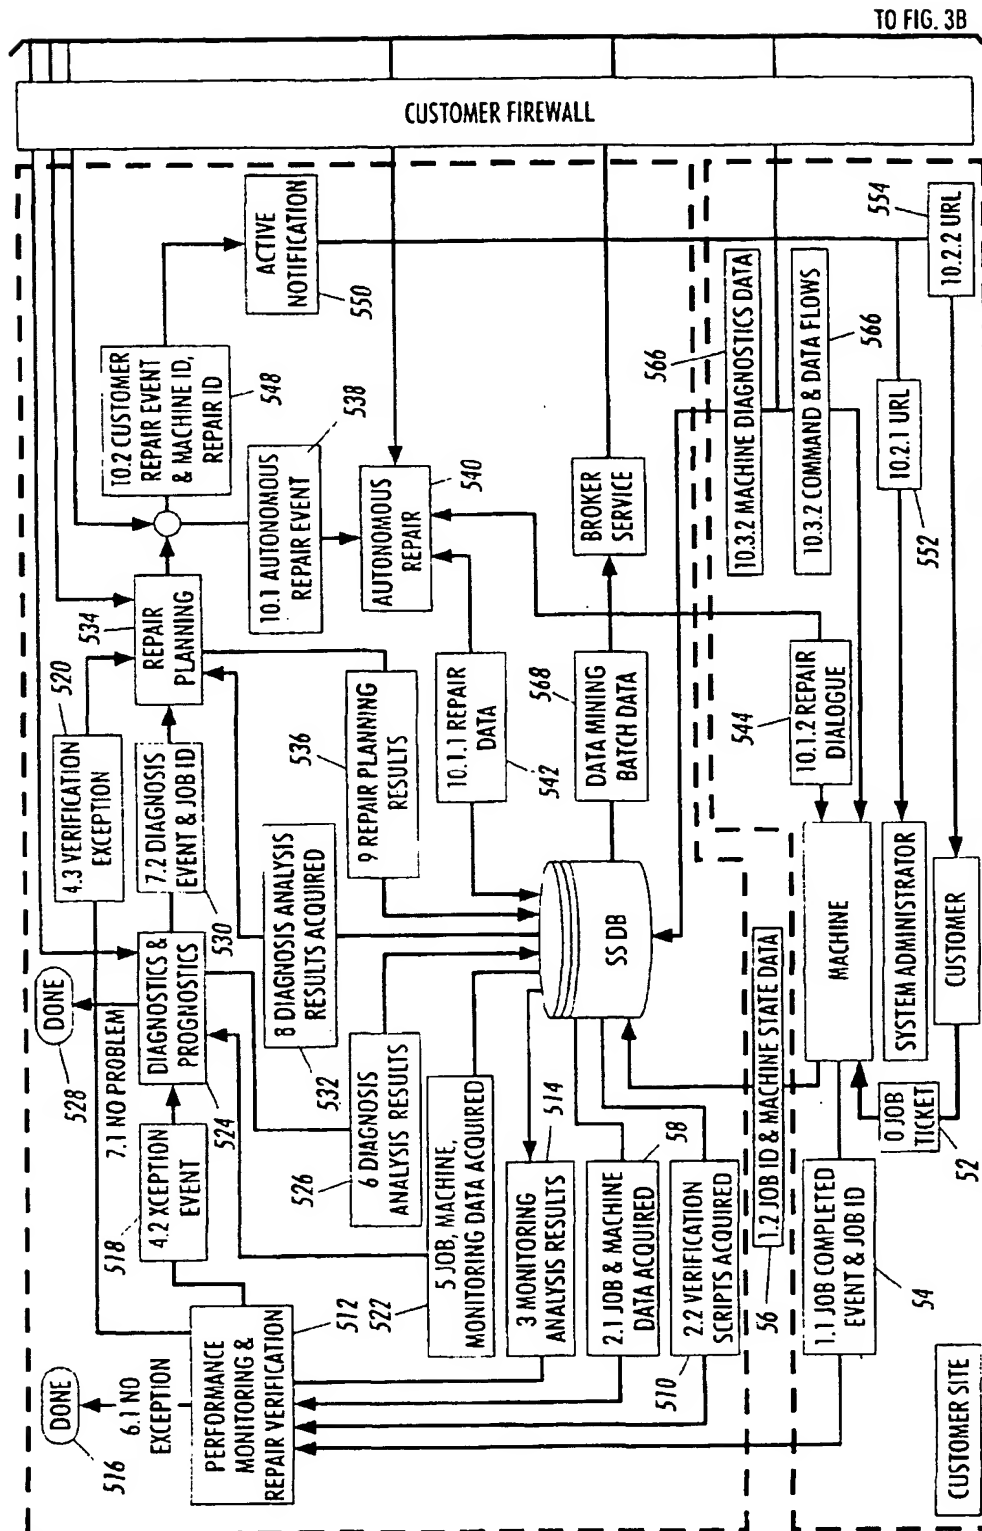 TO FIG. 3B
CUSTOMER FIREWALL
ACTIVE
NOTIFICATION
550
554
10.2.2 URL
10.2 CUSTOMER
REPAIR EVENT
& MACHINE ID,
REPAIR ID
548
566
10.3.2 MACHINE DIAGNOSTICS DATA
10.3.2 COMMAND & DATA FLOWS
566
538
10.2.1 URL
552
10.1 AUTONOMOUS
REPAIR EVENT
AUTONOMOUS
REPAIR
540
BROKER
SERVICE
534
REPAIR
PLANNING
520
4.3 VERIFICATION
EXCEPTION
7.2 DIAGNOSIS
EVENT & JOB ID
530
536
9 REPAIR PLANNING
RESULTS
10.1.1 REPAIR
DATA
542
568
DATA MINING
BATCH DATA
544
10.1.2 REPAIR
DIALOGUE
8 DIAGNOSIS ANALYSIS
RESULTS ACQUIRED
532
SS DB
MACHINE
SYSTEM ADMINISTRATOR
CUSTOMER
DONE
528
7.1 NO PROBLEM
DIAGNOSTICS &
PROGNOSTICS
524
518
4.2 XCEPTION
EVENT
526
6 DIAGNOSIS
ANALYSIS RESULTS
5 JOB, MACHINE,
MONITORING DATA ACQUIRED
512
522
514
3 MONITORING
ANALYSIS RESULTS
58
2.1 JOB & MACHINE
DATA ACQUIRED
2.2 VERIFICATION
SCRIPTS ACQUIRED
510
1.2 JOB ID & MACHINE STATE DATA
56
0 JOB
TICKET
52
1.1 JOB COMPLETED
EVENT & JOB ID
54
DONE
516
6.1 NO
EXCEPTION
PERFORMANCE
MONITORING &
REPAIR VERIFICATION
CUSTOMER SITE